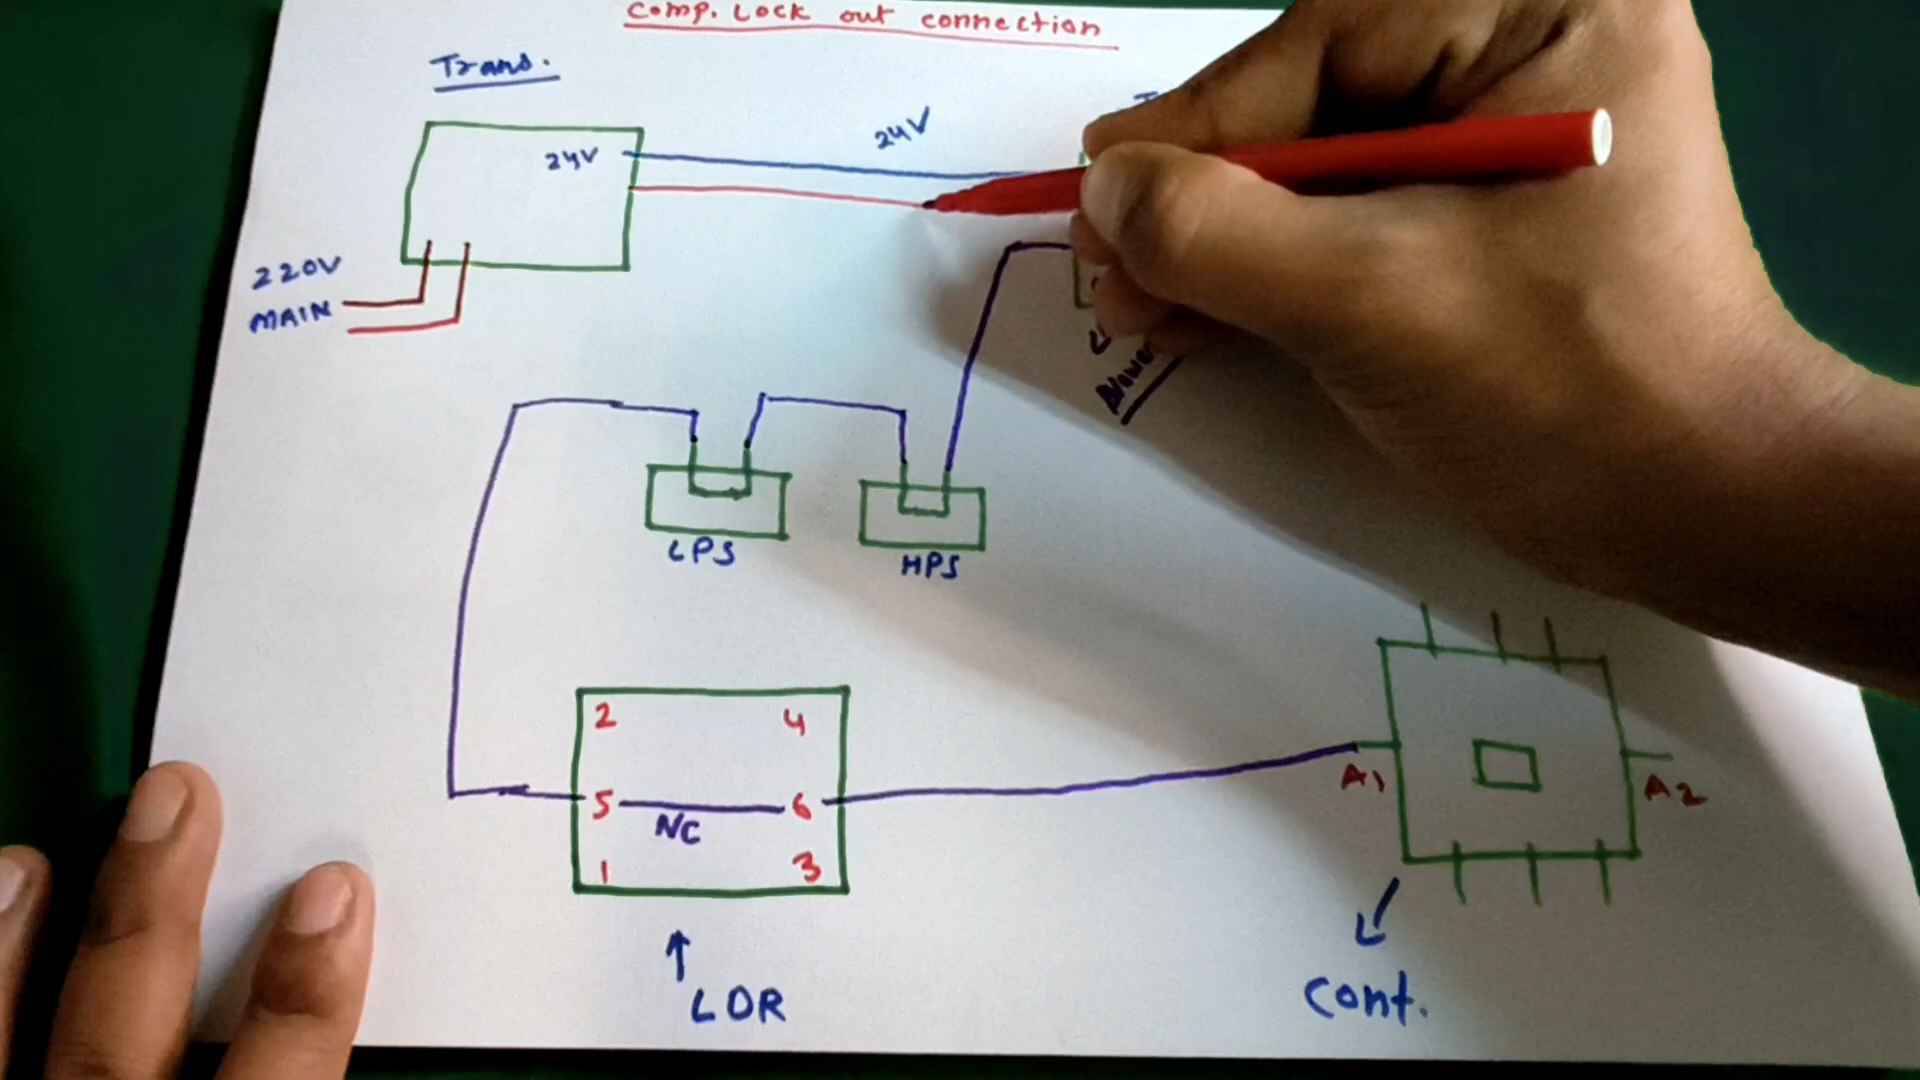 comp. Lock out connection
Trans.
24V
24V
220V
MAIN
Blower
LPS
HPS
2 4
5 6
NC
1 3
A1
A2
LOR
Cont.